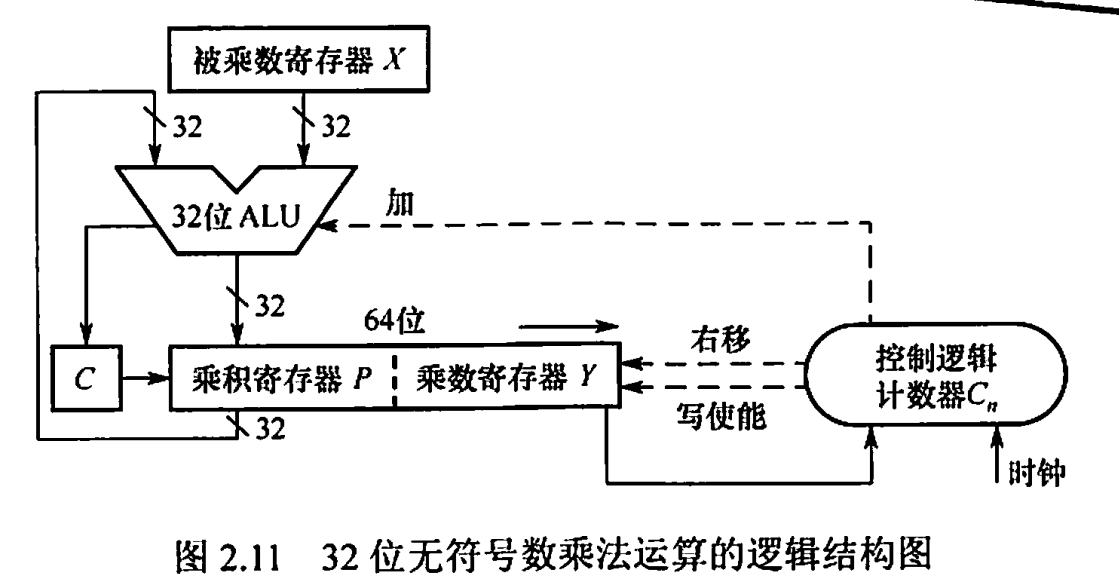 被乘数寄存器 X
32
32
32位 ALU
加
32
64位
C
乘积寄存器 P
乘数寄存器 Y
右移
写使能
控制逻辑
计数器Cₙ
32
时钟
图 2.11 32 位无符号数乘法运算的逻辑结构图